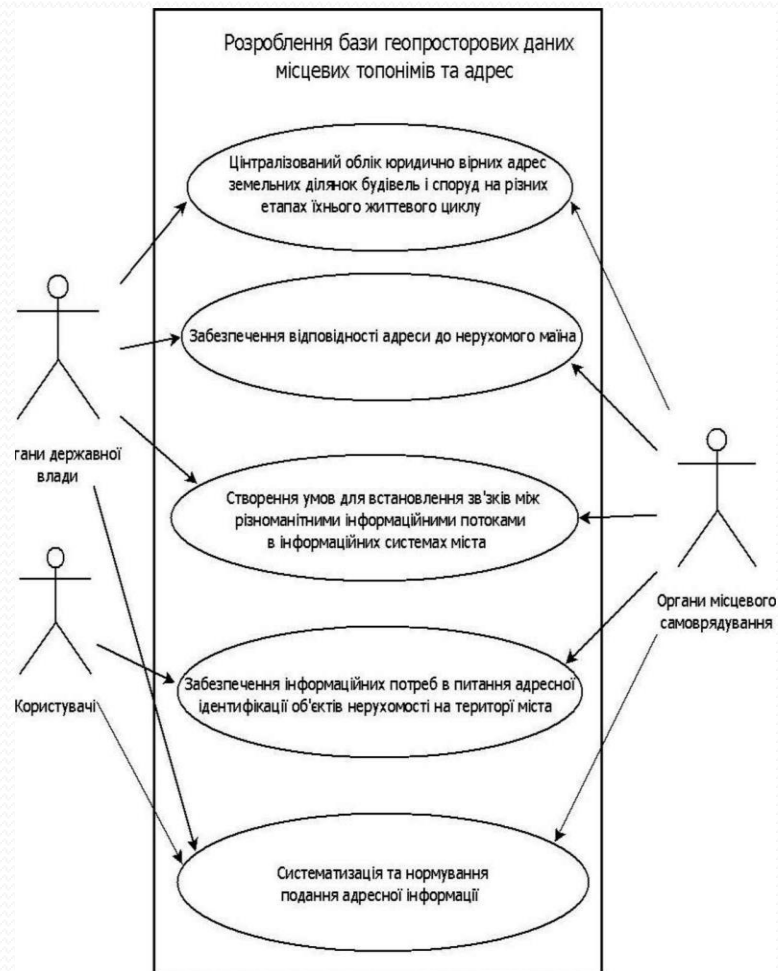 Розроблення бази геопросторових даних
місцевих топонімів та адрес
Цінтралізований облік юридично вірних адрес
земельних ділянок будівель і споруд на різних
етапах їхнього життєвого циклу
Забезпечення відповідності адреси до нерухомого маїна
гани державної
влади
Створення умов для встановлення зв'зків між
різноманітними інформаційними потоками
в інформаційних системах міста
Органи місцевого
самоврядування
Забезпечення інформаційних потреб в питання адресної
ідентифікації об'єктів нерухомості на територї міста
Користувачі
Систематизація та нормування
подання адресної інформації